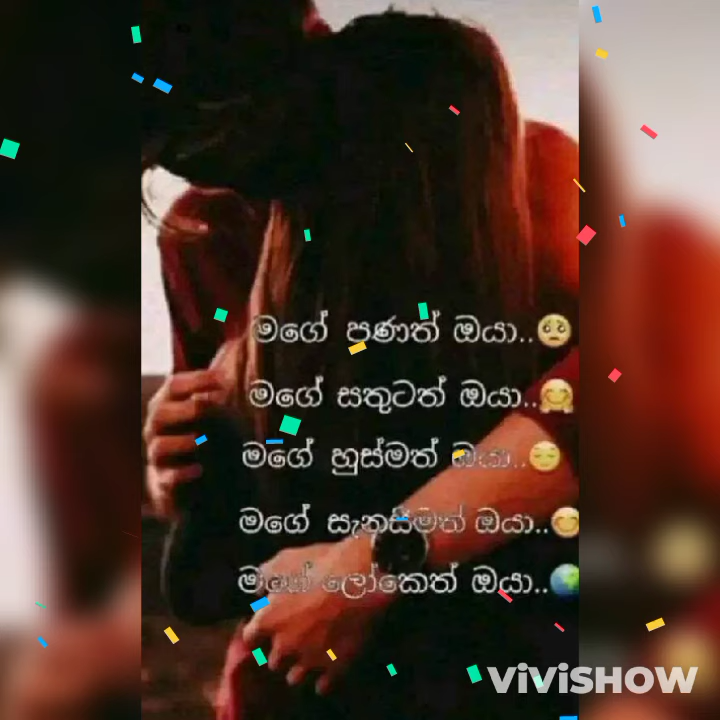 මගේ පණත් ඔයා..🥺
මගේ සතුටත් ඔයා..🤗
මගේ හුස්මත් ඔයා..😌
මගේ සැනසීමත් ඔයා..😊
මගේ ලෝකෙත් ඔයා..🌍
ViViSHOW